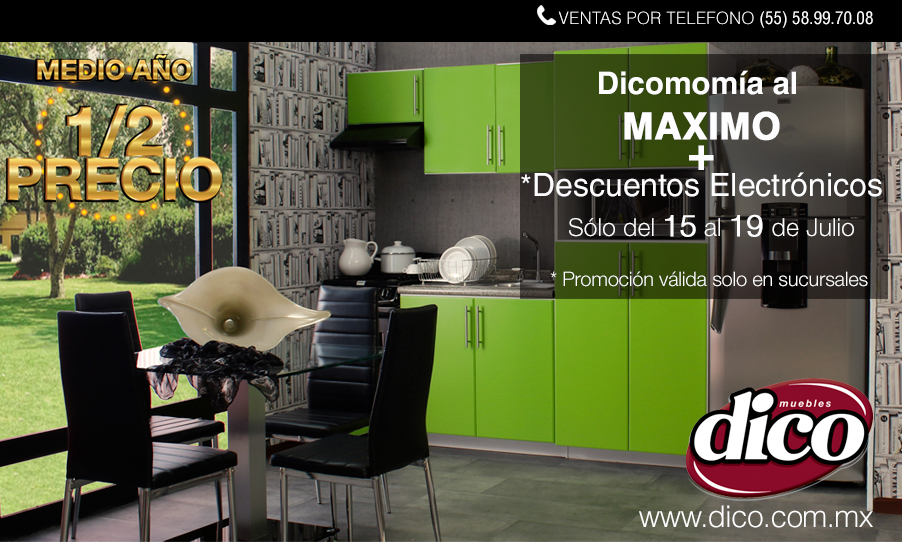 VENTAS POR TELEFONO (55) 58.99.70.08
MEDIO AÑO
1/2
PRECIO
Dicomomía al
MAXIMO
+
*Descuentos Electrónicos
Sólo del 15 al 19 de Julio
* Promoción válida solo en sucursales
muebles
dico
www.dico.com.mx